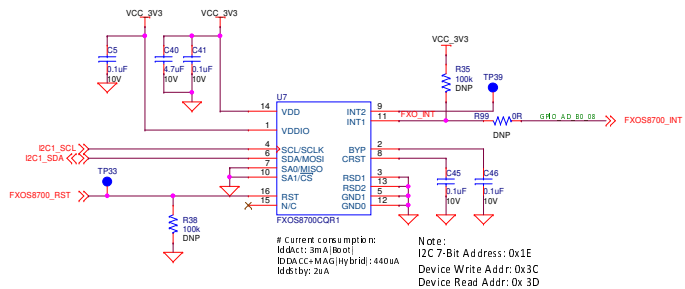 VCC_3V3 VCC_3V3
C5 C40 C41
0.1uF 4.7uF 0.1uF
10V 10V 10V
VCC_3V3
R35
100k
DNP
TP39
U7
14 VDD INT2 9
INT1 11 FXO_INT R99 0R GPIO_AD_B0_08 FXOS8700_INT
DNP
1 VDDIO
I2C1_SCL 4 SCL/SCLK BYP 2
I2C1_SDA 6 SDA/MOSI CRST 8
7 SA0/MISO
10 SA1/CS RSD1 3
RSD2 13
C45 C46
0.1uF 0.1uF
10V 10V
TP33
FXOS8700_RST 16 RST GND1 5
15 N/C GND0 12
FXOS8700CQR1
R38
100k
DNP
# Current consumption:
IddAct: 3mA|Boot|
IDDACC+MAG|Hybrid|: 440uA
IddStby: 2uA
Note:
I2C 7-Bit Address: 0x1E
Device Write Addr: 0x3C
Device Read Addr: 0x 3D